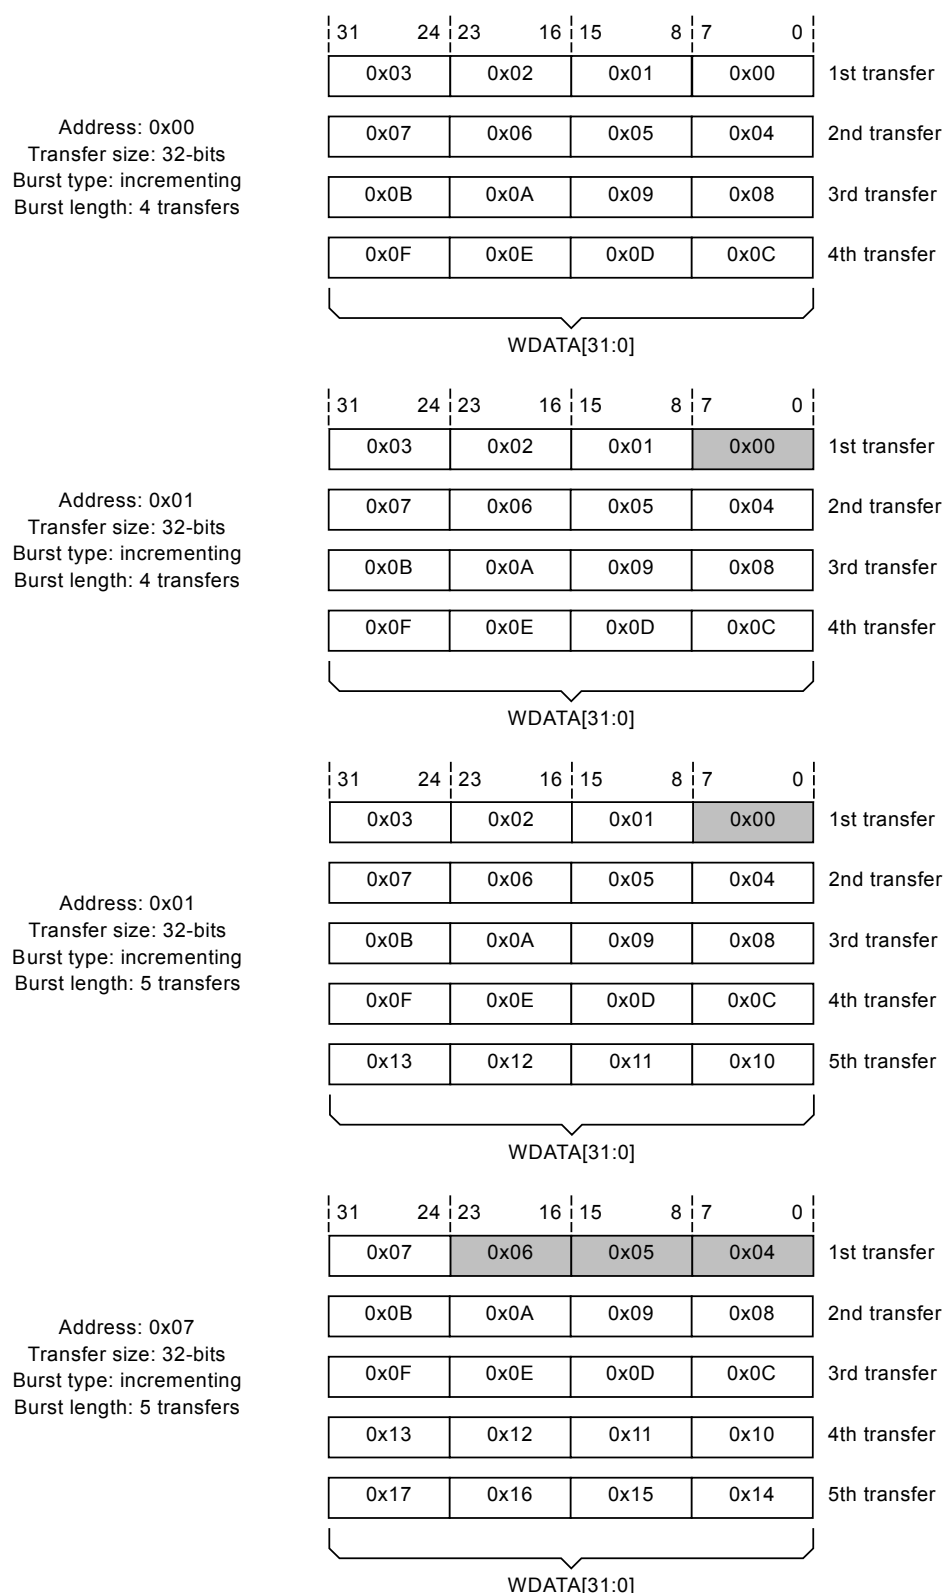 31 24 23 16 15 8 7 0
0x03 0x02 0x01 0x00 1st transfer
Address: 0x00
Transfer size: 32-bits
Burst type: incrementing
Burst length: 4 transfers
0x07 0x06 0x05 0x04 2nd transfer
0x0B 0x0A 0x09 0x08 3rd transfer
0x0F 0x0E 0x0D 0x0C 4th transfer
WDATA[31:0]
31 24 23 16 15 8 7 0
0x03 0x02 0x01 0x00 1st transfer
Address: 0x01
Transfer size: 32-bits
Burst type: incrementing
Burst length: 4 transfers
0x07 0x06 0x05 0x04 2nd transfer
0x0B 0x0A 0x09 0x08 3rd transfer
0x0F 0x0E 0x0D 0x0C 4th transfer
WDATA[31:0]
31 24 23 16 15 8 7 0
0x03 0x02 0x01 0x00 1st transfer
0x07 0x06 0x05 0x04 2nd transfer
Address: 0x01
Transfer size: 32-bits
Burst type: incrementing
Burst length: 5 transfers
0x0B 0x0A 0x09 0x08 3rd transfer
0x0F 0x0E 0x0D 0x0C 4th transfer
0x13 0x12 0x11 0x10 5th transfer
WDATA[31:0]
31 24 23 16 15 8 7 0
0x07 0x06 0x05 0x04 1st transfer
0x0B 0x0A 0x09 0x08 2nd transfer
Address: 0x07
Transfer size: 32-bits
Burst type: incrementing
Burst length: 5 transfers
0x0F 0x0E 0x0D 0x0C 3rd transfer
0x13 0x12 0x11 0x10 4th transfer
0x17 0x16 0x15 0x14 5th transfer
WDATA[31:0]